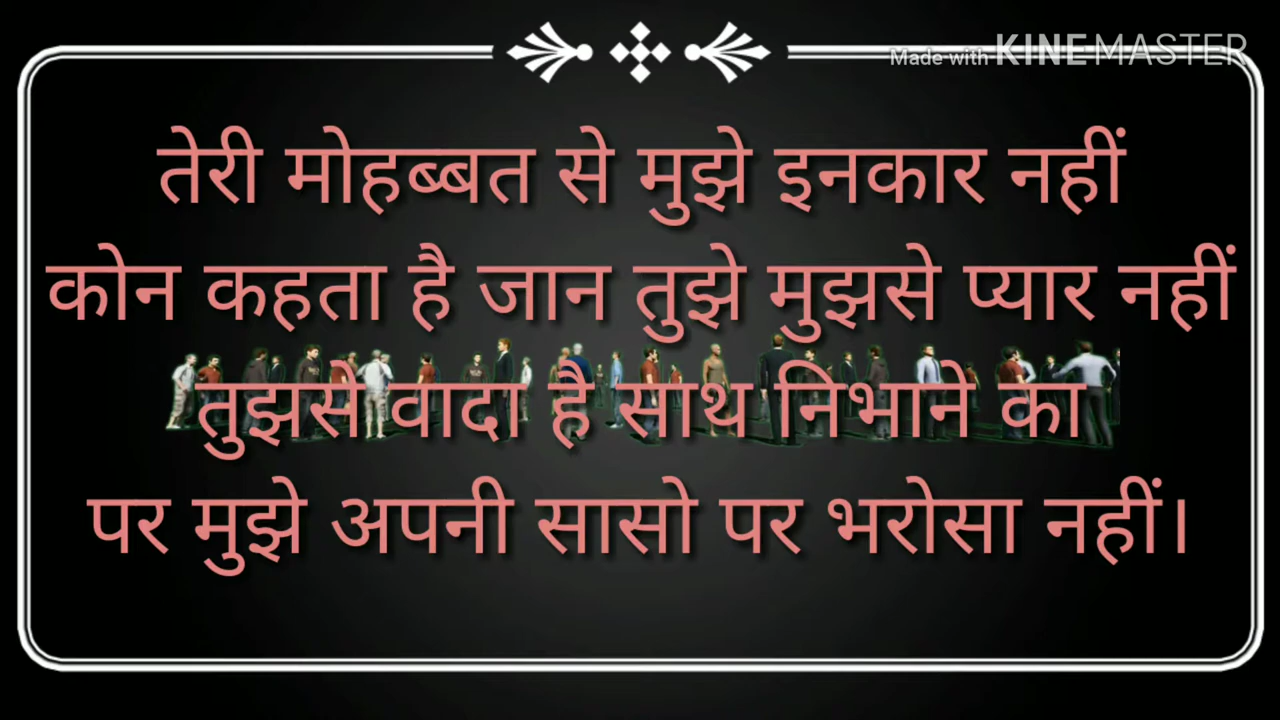 Made with KINEMASTER
तेरी मोहब्बत से मुझे इनकार नहीं
कोन कहता है जान तुझे मुझसे प्यार नहीं
तुझसे वादा है साथ निभाने का
पर मुझे अपनी सासो पर भरोसा नहीं।